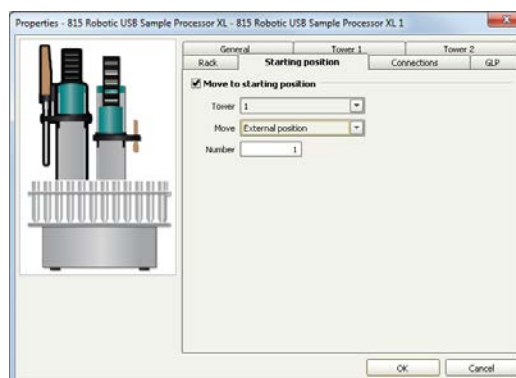 Properties - 815 Robotic USB Sample Processor XL - 815 Robotic USB Sample Processor XL 1
General Tower 1 Tower 2
Rack Starting position Connections GLP
Move to starting position
Tower 1
Move External position
Number 1
OK Cancel